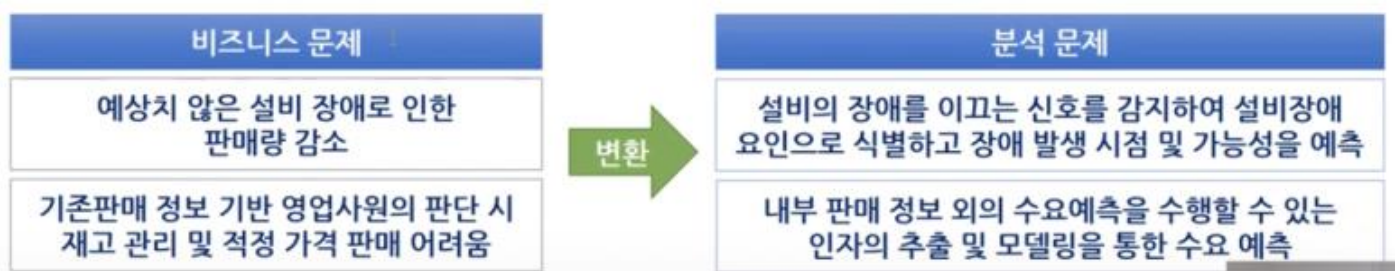 비즈니스 문제
예상치 않은 설비 장애로 인한
판매량 감소
기존판매 정보 기반 영업사원의 판단 시
재고 관리 및 적정 가격 판매 어려움
변환
분석 문제
설비의 장애를 이끄는 신호를 감지하여 설비장애
요인으로 식별하고 장애 발생 시점 및 가능성을 예측
내부 판매 정보 외의 수요예측을 수행할 수 있는
인자의 추출 및 모델링을 통한 수요 예측